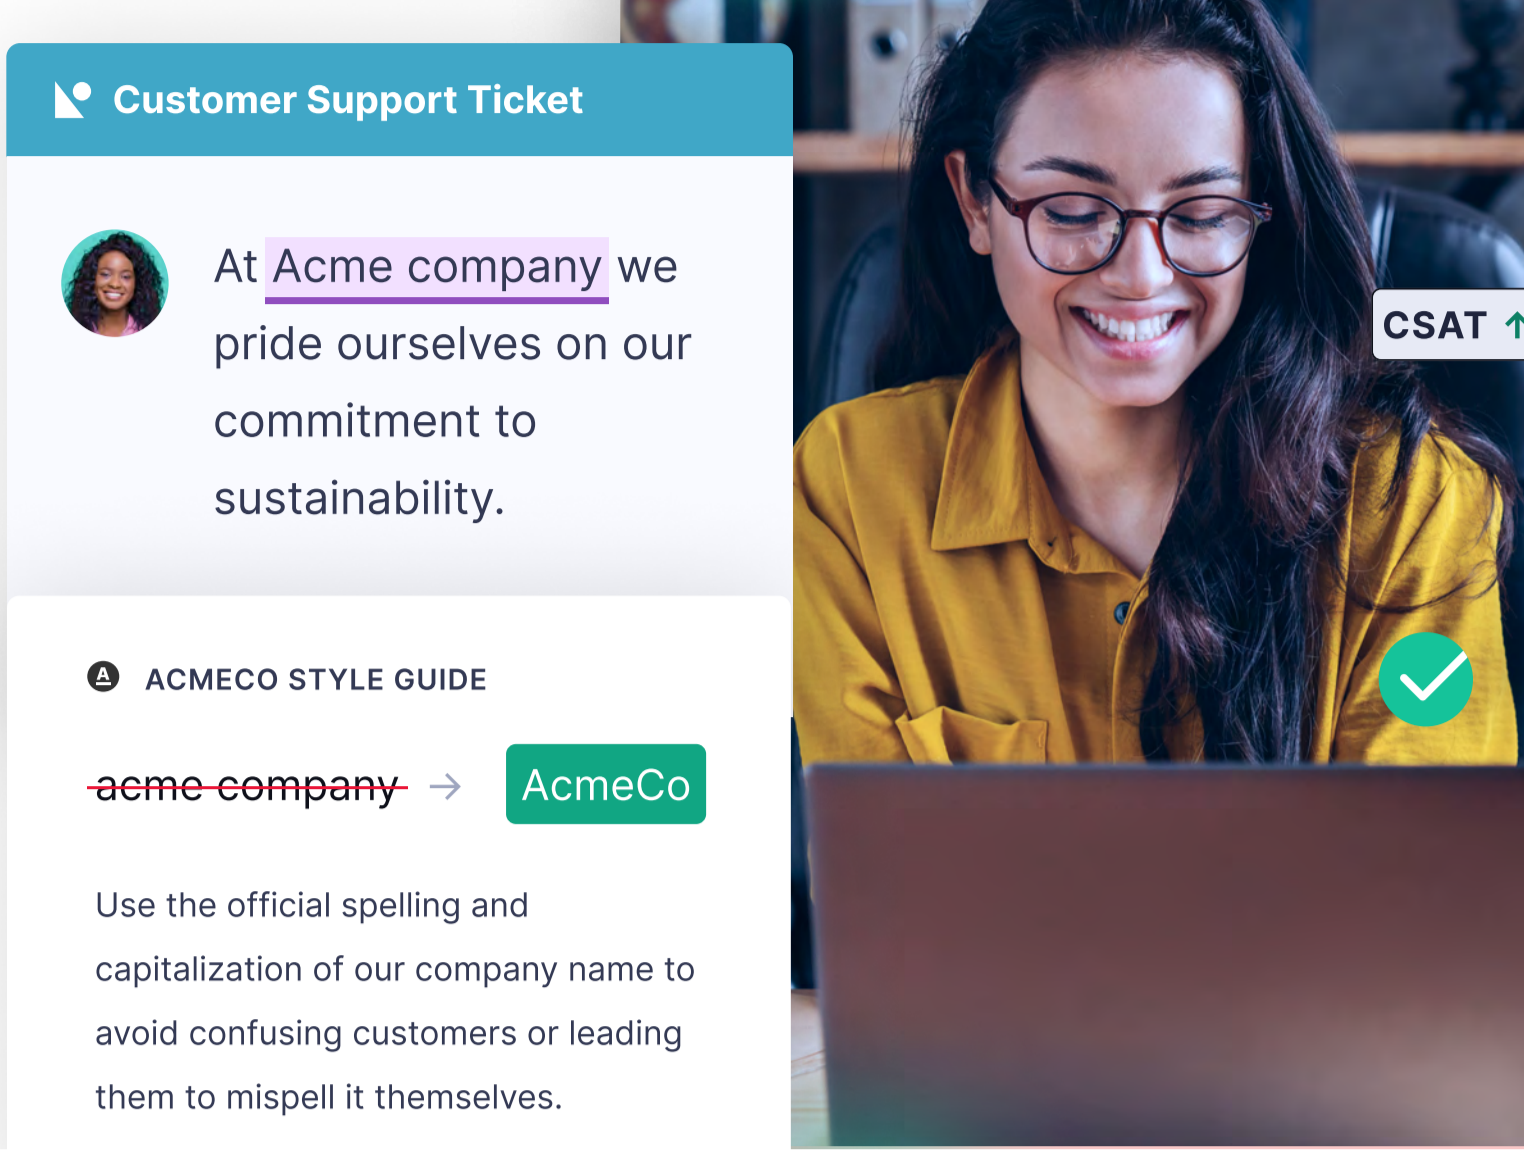 Customer Support Ticket
At Acme company we
pride ourselves on our
commitment to
sustainability.
A
ACMECO STYLE GUIDE
acme company → AcmeCo
Use the official spelling and
capitalization of our company name to
avoid confusing customers or leading
them to mispell it themselves.
CSAT ↑